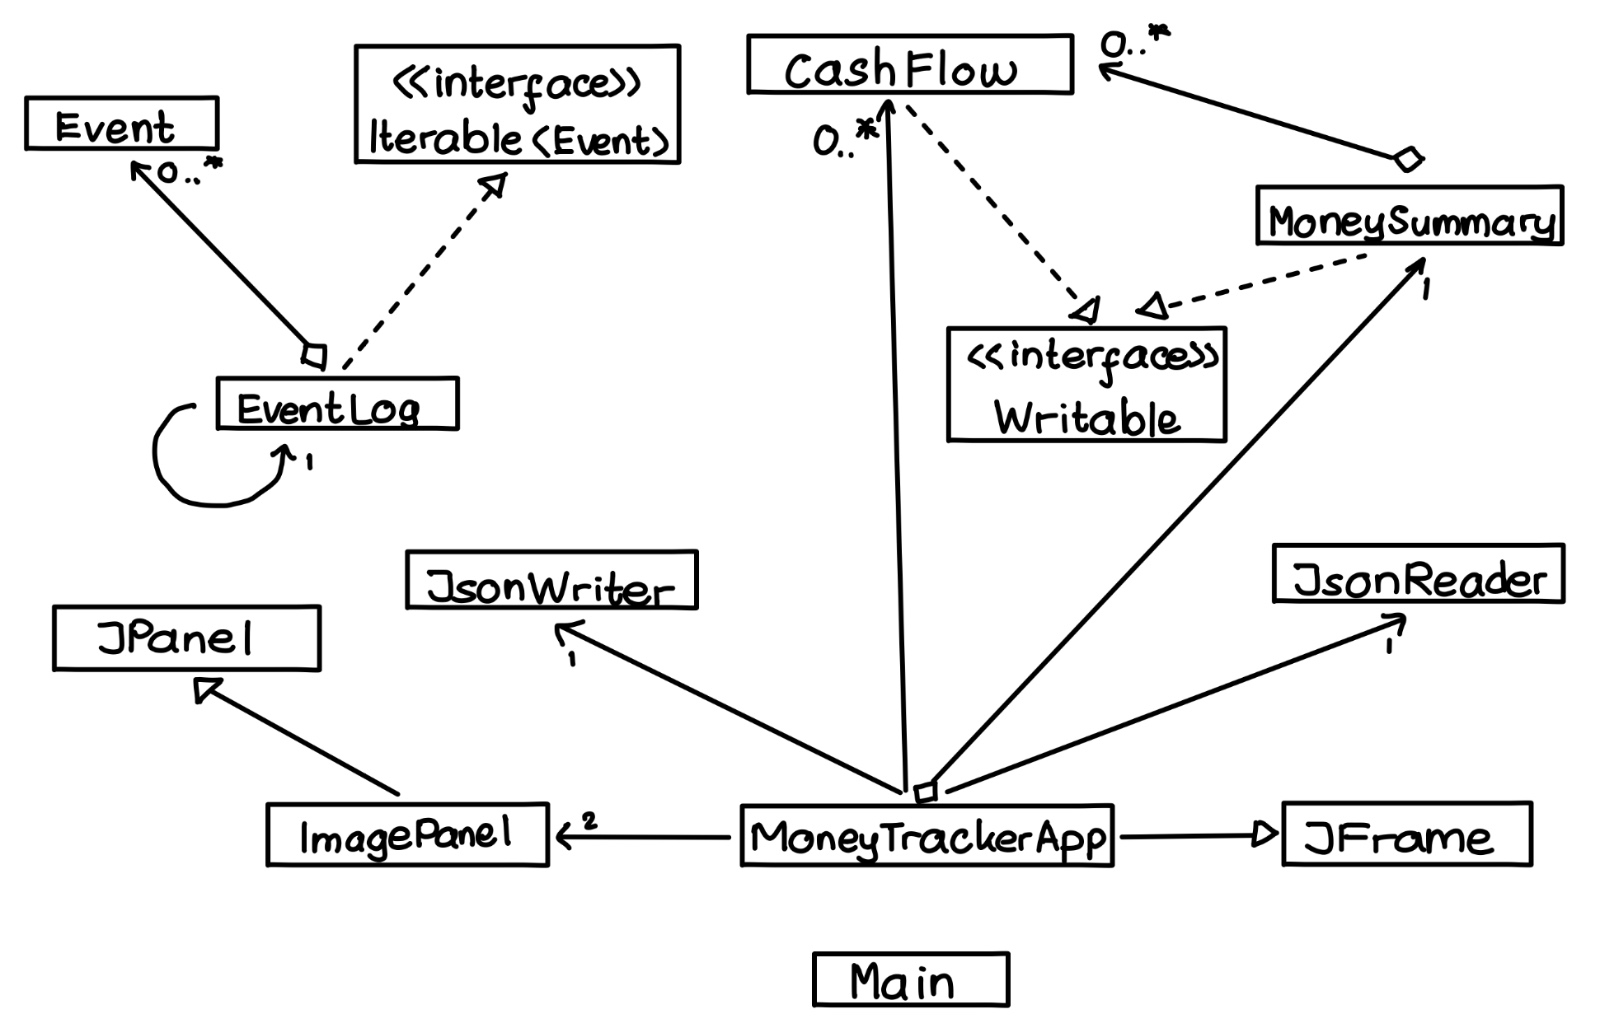 Event
0..*
<<interface>>
Iterable<Event>
CashFlow
0..*
0..*
MoneySummary
1
<<interface>>
Writable
EventLog
1
JsonWriter
1
JsonReader
1
JPanel
ImagePanel
2
MoneyTrackerApp
JFrame
Main